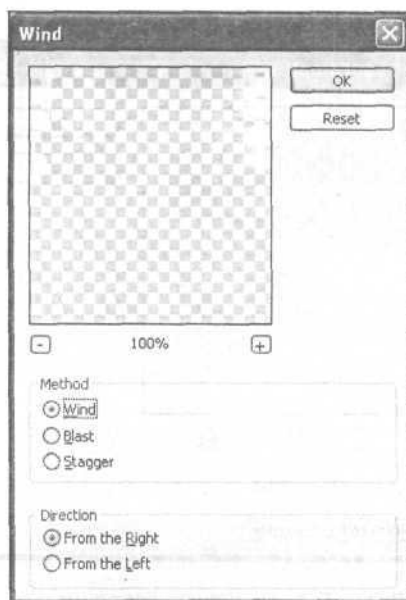 Wind
OK
Reset
100%
Method
Wind
Blast
Stagger
Direction
From the Right
From the Left